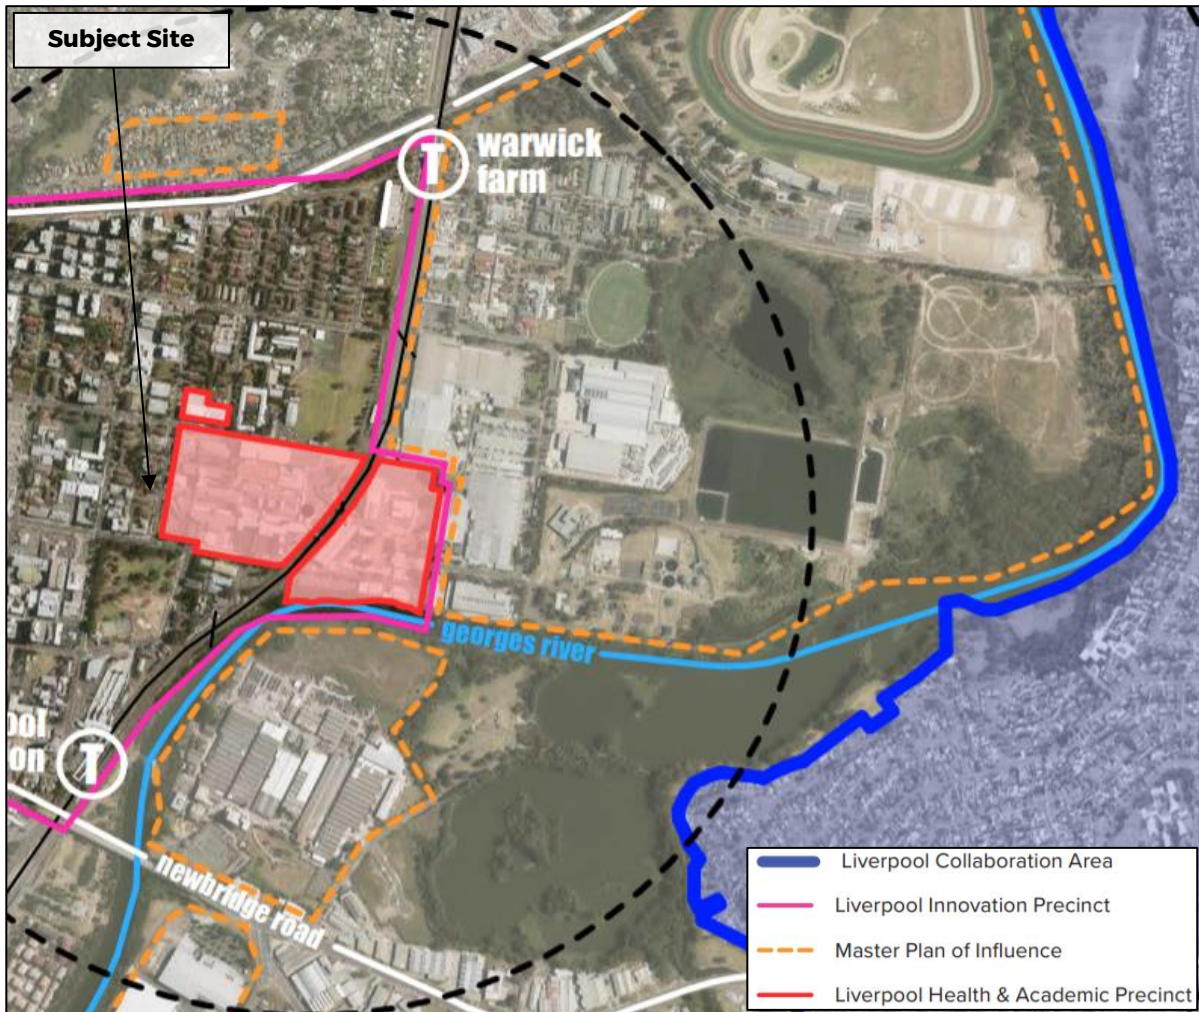 Subject Site
T
warwick
farm
georges river
ool
on
T
newbridge road
Liverpool Collaboration Area
Liverpool Innovation Precinct
Master Plan of Influence
Liverpool Health & Academic Precinct